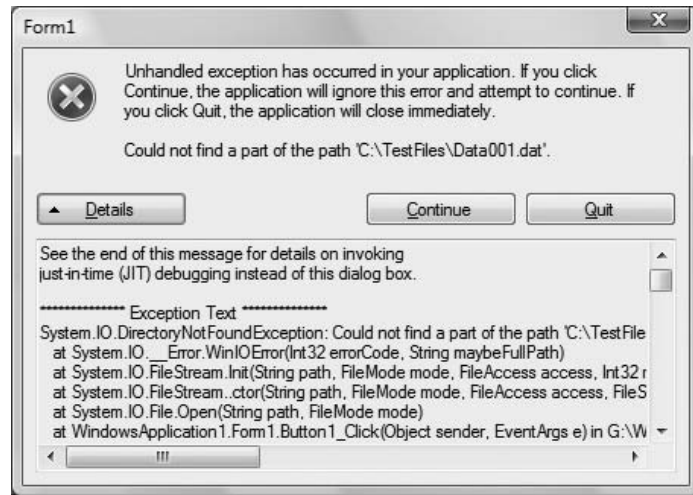 Form1
X
Unhandled exception has occurred in your application. If you click
Continue, the application will ignore this error and attempt to continue. If
you click Quit, the application will close immediately.
Could not find a part of the path 'C:\TestFiles\Data001.dat'.
Details
Continue
Quit
See the end of this message for details on invoking
just-in-time (JIT) debugging instead of this dialog box.
************** Exception Text **************
System.IO.DirectoryNotFoundException: Could not find a part of the path 'C:\TestFile
at System.IO.__Error.WinIOError(Int32 errorCode, String maybeFullPath)
at System.IO.FileStream.Init(String path, FileMode mode, FileAccess access, Int32
at System.IO.FileStream..ctor(String path, FileMode mode, FileAccess access, FileS
at System.IO.File.Open(String path, FileMode mode)
at WindowsApplication1.Form1.Button1_Click(Object sender, EventArgs e) in G:\W